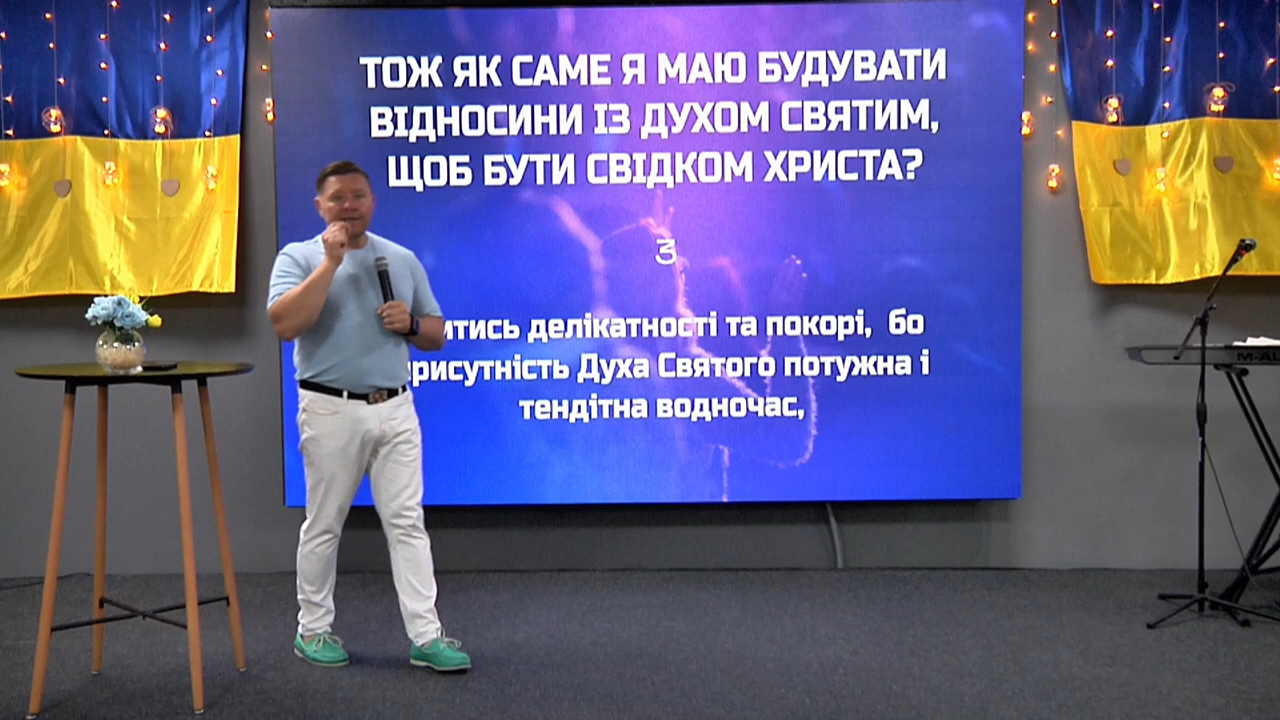 ТОЖ ЯК САМЕ Я МАЮ БУДУВАТИ
ВІДНОСИНИ ІЗ ДУХОМ СВЯТИМ,
ЩОБ БУТИ СВІДКОМ ХРИСТА?
3
делікатності та покорі, бо
Духа Святого потужна і
тендітна водночас,